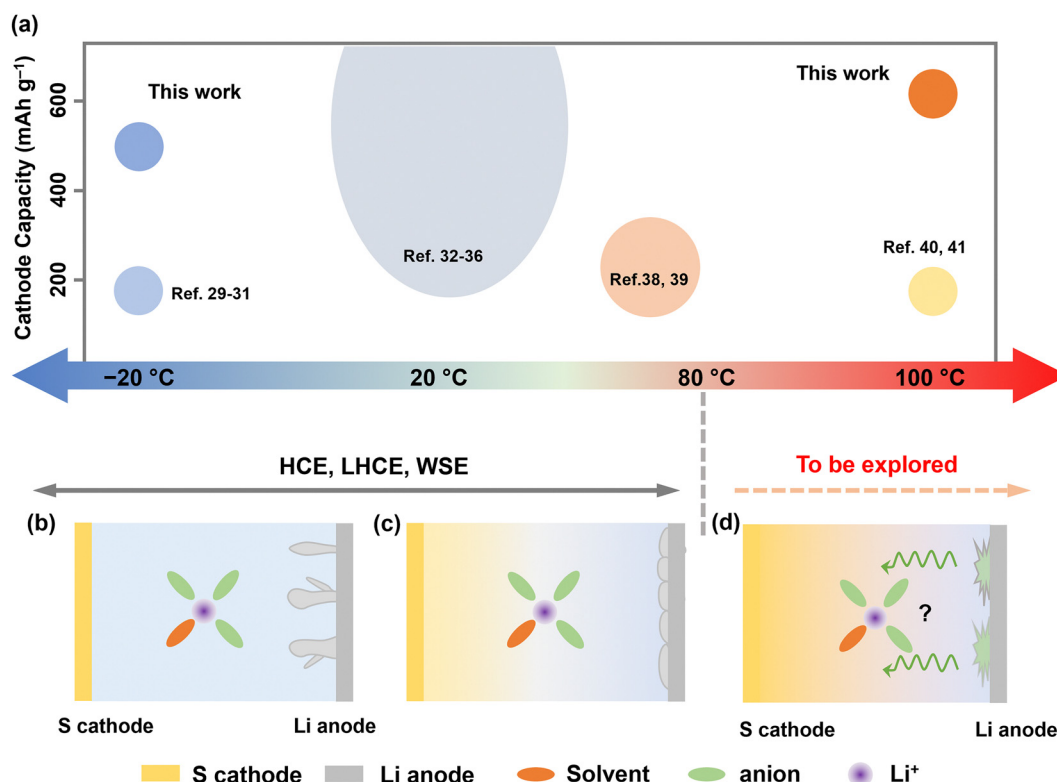 (a)
Cathode Capacity (mAh g⁻¹)
600
400
200
This work
This work
Ref. 29-31
Ref. 32-36
Ref.38, 39
Ref. 40, 41
−20 °C
20 °C
80 °C
100 °C
HCE, LHCE, WSE
To be explored
(b)
(c)
(d)
?
S cathode
Li anode
S cathode
Li anode
S cathode
Li anode
Solvent
anion
Li⁺